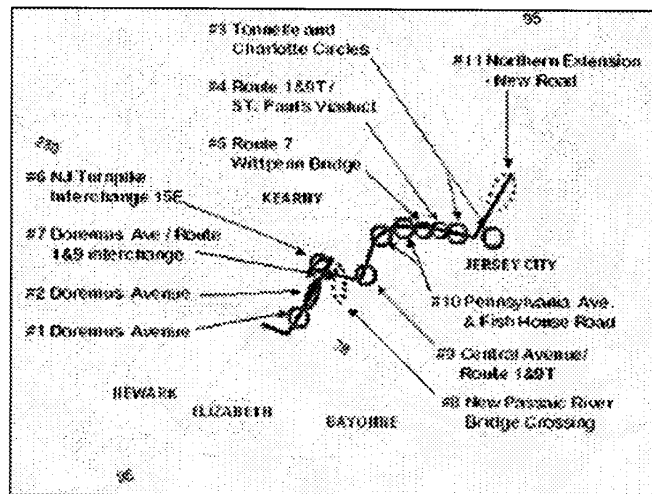 95
#3 Tonnelle and
Charlotte Circles
#11 Northern Extension
- New Road
#4 Route 1&9T /
ST. Paul's Viaduct
#5 Route 7
Wittpenn Bridge
280
#6 NJ Turnpike
Interchange 15E
KEARNY
#7 Doremus Ave / Route
1&9 interchange
JERSEY CITY
#2 Doremus Avenue
#10 Pennsylvania Ave.
& Fish House Road
#1 Doremus Avenue
78
#9 Central Avenue/
Route 1&9T
NEWARK
ELIZABETH
BAYONNE
#8 New Passaic River
Bridge Crossing
95